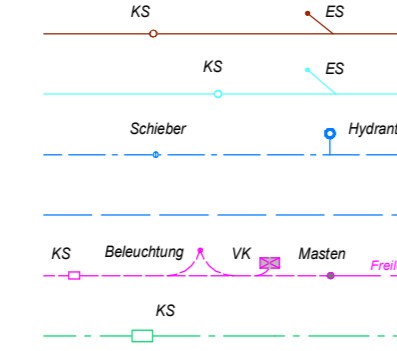 KS ES
KS ES
Schieber Hydrant
KS Beleuchtung VK Masten
Freil
KS